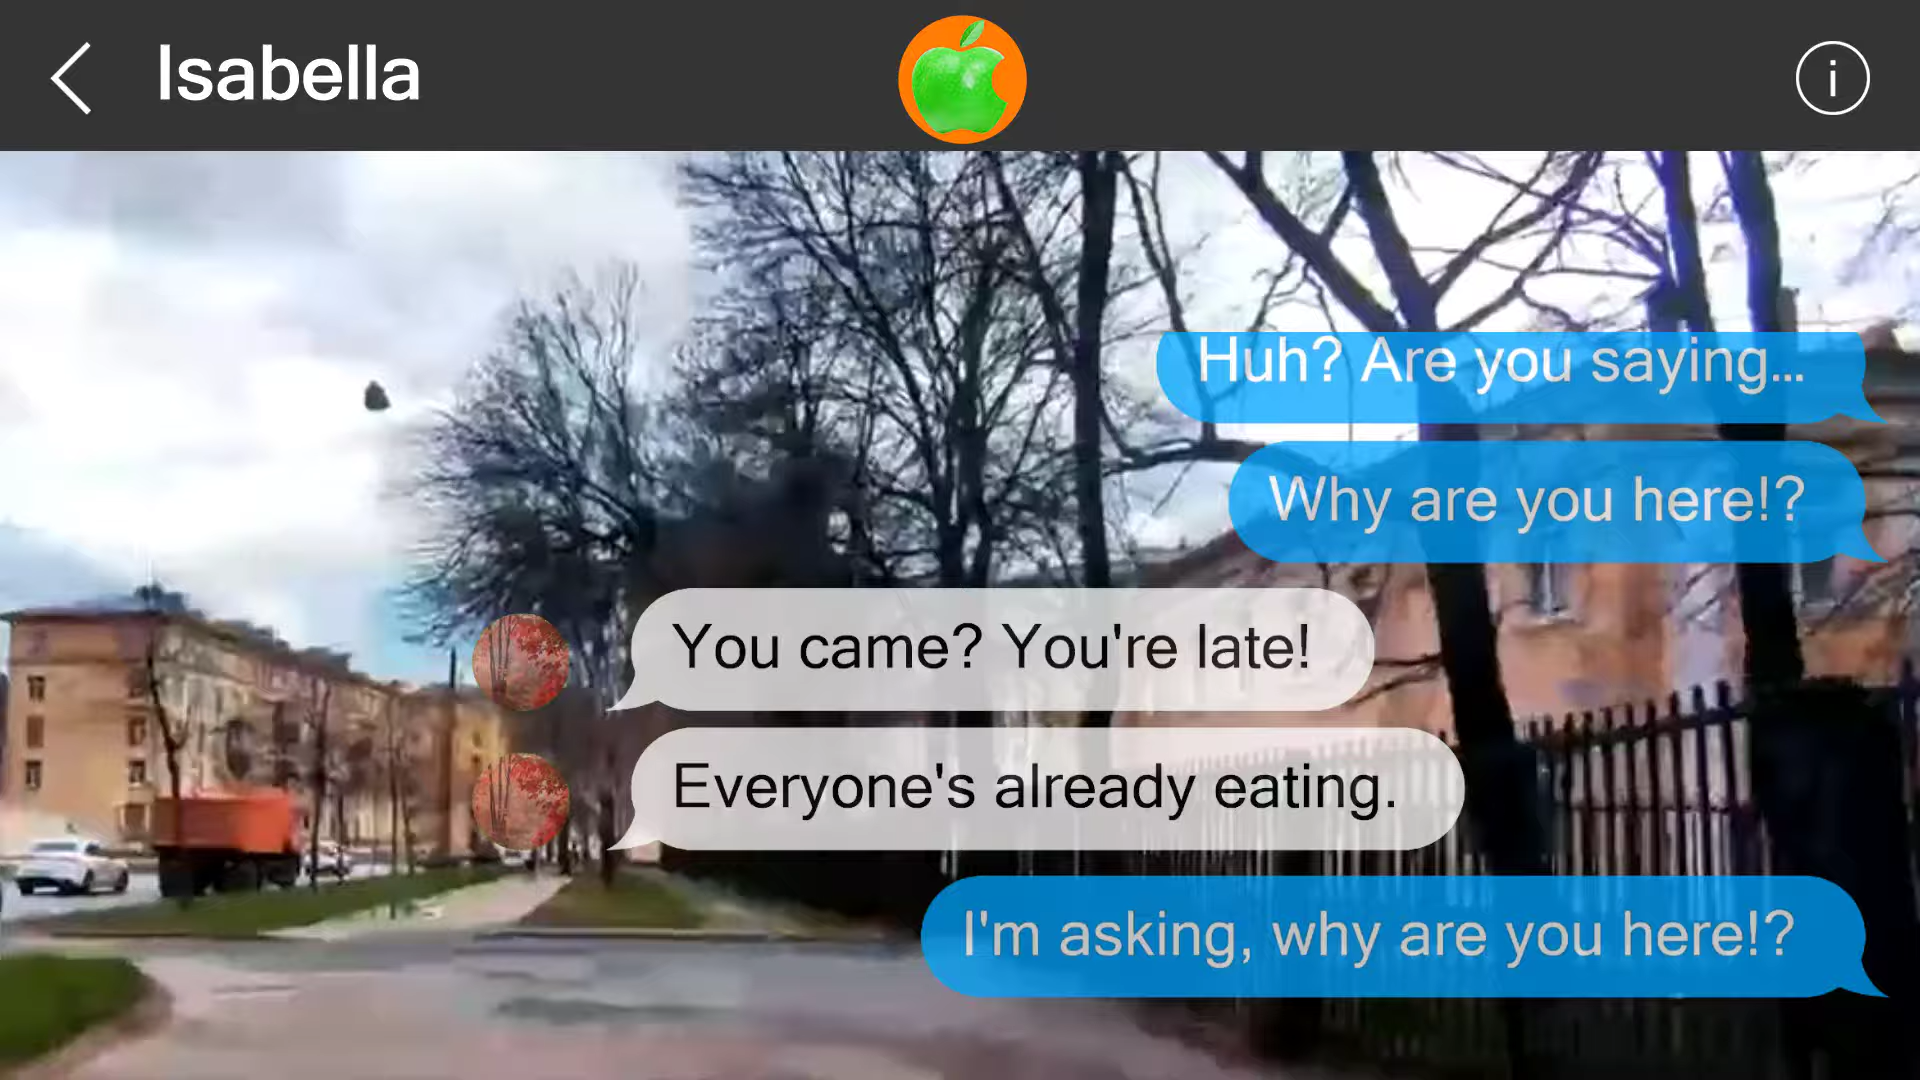 Isabella
i
Huh? Are you saying...
Why are you here!?
You came? You're late!
Everyone's already eating.
I'm asking, why are you here!?